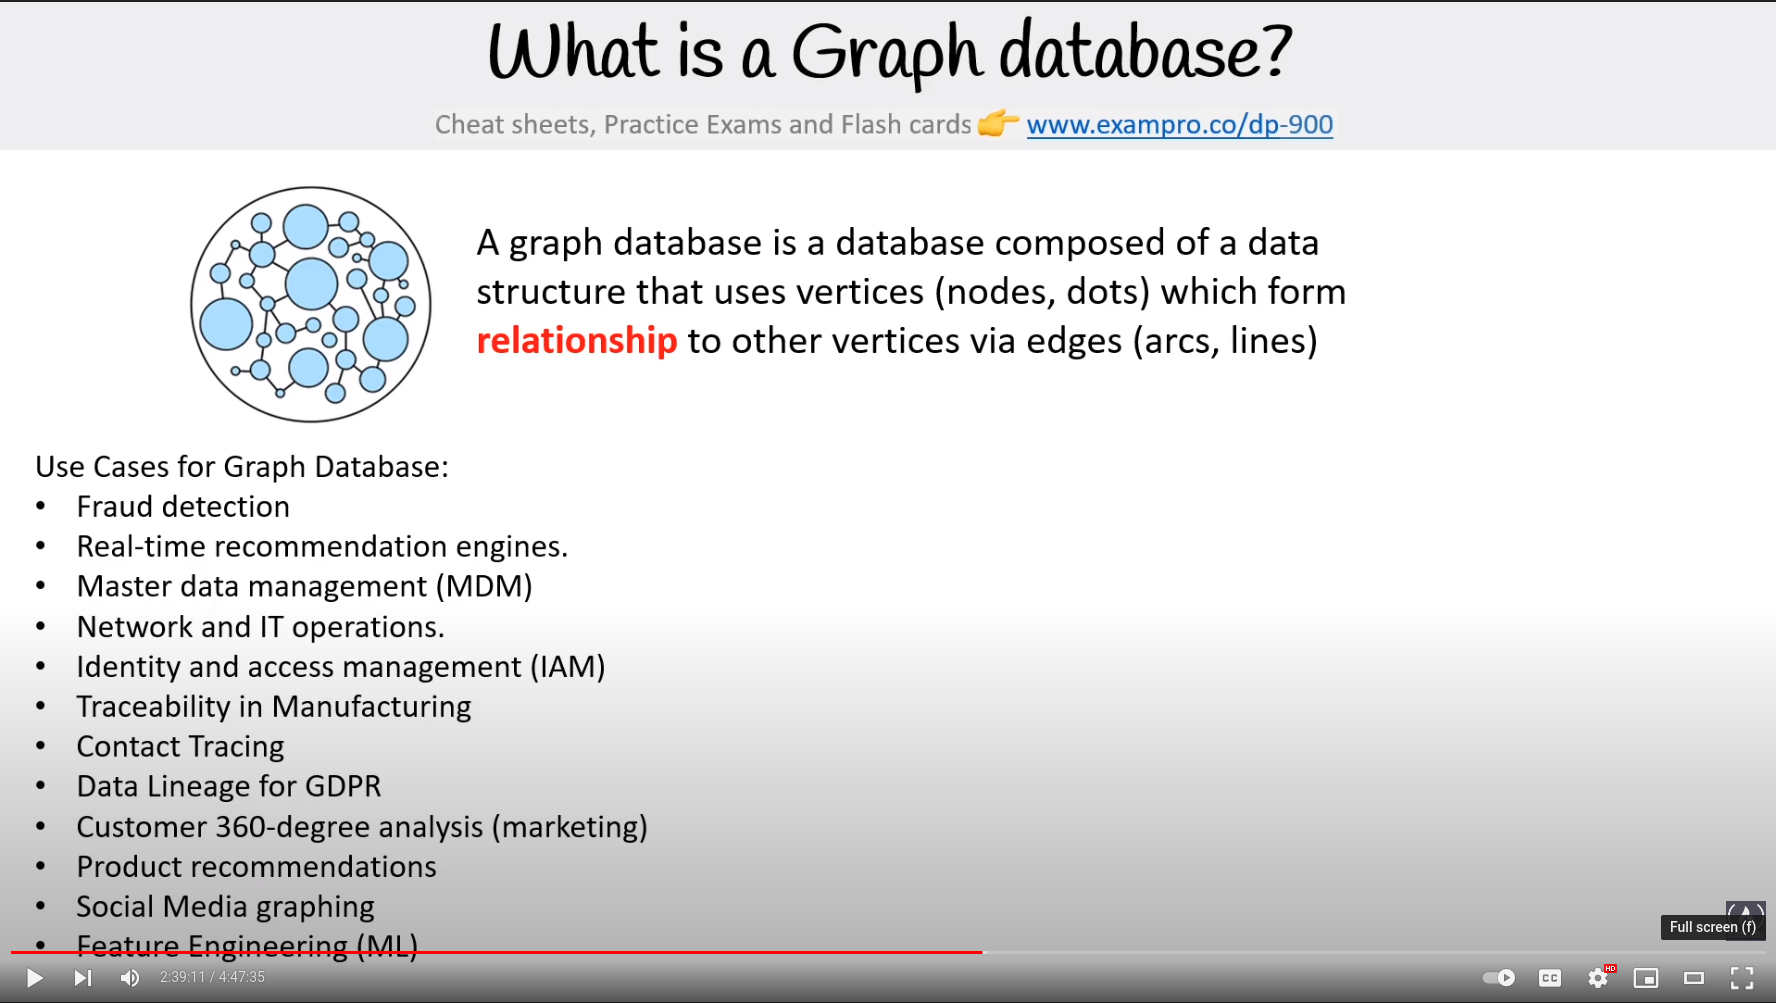 What is a Graph database?
Cheat sheets, Practice Exams and Flash cards 👉 www.exampro.co/dp-900
A graph database is a database composed of a data
structure that uses vertices (nodes, dots) which form
relationship to other vertices via edges (arcs, lines)
Use Cases for Graph Database:
• Fraud detection
• Real-time recommendation engines.
• Master data management (MDM)
• Network and IT operations.
• Identity and access management (IAM)
• Traceability in Manufacturing
• Contact Tracing
• Data Lineage for GDPR
• Customer 360-degree analysis (marketing)
• Product recommendations
• Social Media graphing
• Feature Engineering (ML)
Full screen (f)
2:39:11 / 4:47:35
CC
HD